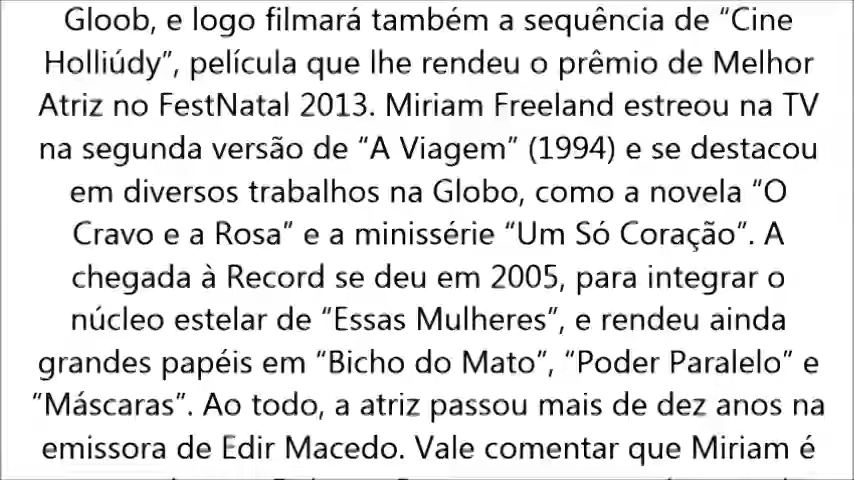 Gloob, e logo filmará também a sequência de “Cine
Holliúdy”, película que lhe rendeu o prêmio de Melhor
Atriz no FestNatal 2013. Miriam Freeland estreou na TV
na segunda versão de “A Viagem” (1994) e se destacou
em diversos trabalhos na Globo, como a novela “O
Cravo e a Rosa” e a minissérie “Um Só Coração”. A
chegada à Record se deu em 2005, para integrar o
núcleo estelar de “Essas Mulheres”, e rendeu ainda
grandes papéis em “Bicho do Mato”, “Poder Paralelo” e
“Máscaras”. Ao todo, a atriz passou mais de dez anos na
emissora de Edir Macedo. Vale comentar que Miriam é